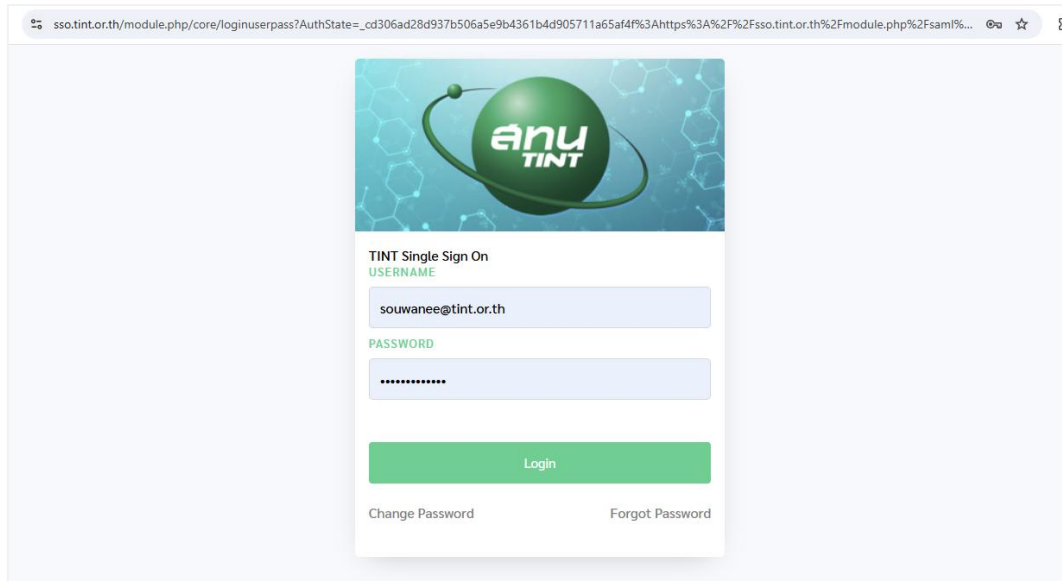 sso.tint.or.th/module.php/core/loginuserpass?AuthState=_cd306ad28d937b506a5e9b4361b4d905711a65af4f%3Ahttps%3A%2F%2Fsso.tint.or.th%2Fmodule.php%2Fsaml%...
สทน
TINT
TINT Single Sign On
USERNAME
souwanee@tint.or.th
PASSWORD
•••••••••••••
Login
Change Password Forgot Password